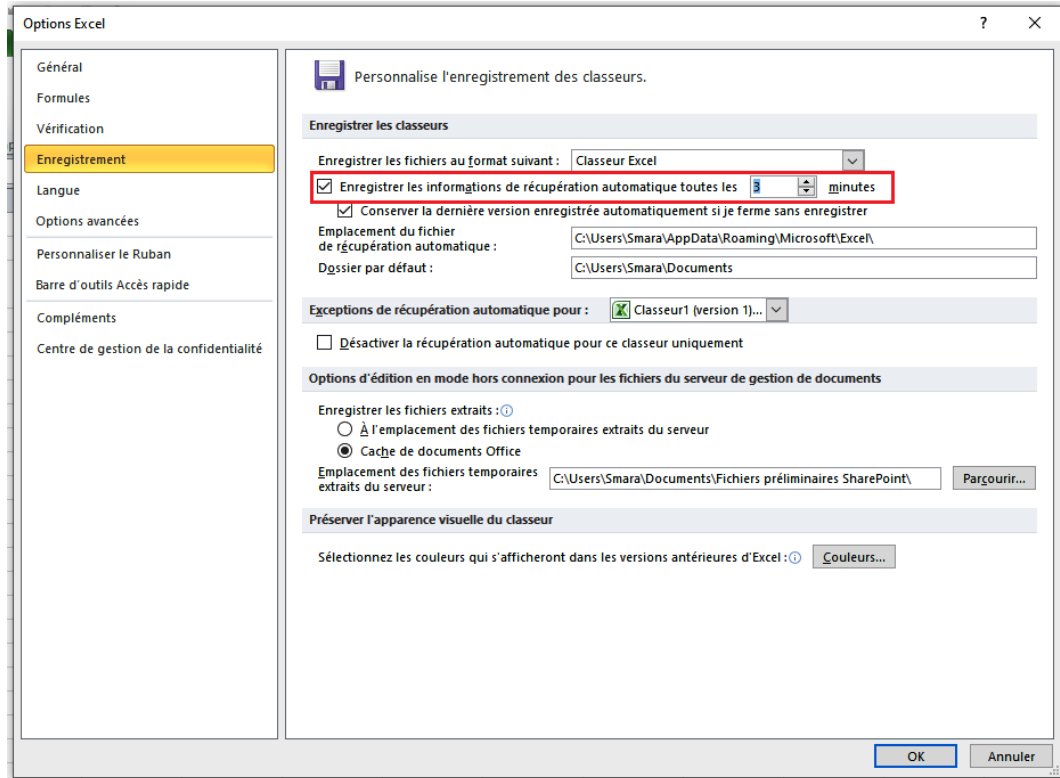 Options Excel
?
Général
Formules
Vérification
Enregistrement
Langue
Options avancées
Personnaliser le Ruban
Barre d'outils Accès rapide
Compléments
Centre de gestion de la confidentialité
Personnalise l'enregistrement des classeurs.
Enregistrer les classeurs
Enregistrer les fichiers au format suivant : Classeur Excel
Enregistrer les informations de récupération automatique toutes les 3 minutes
Conserver la dernière version enregistrée automatiquement si je ferme sans enregistrer
Emplacement du fichier
de récupération automatique : C:\Users\Smara\AppData\Roaming\Microsoft\Excel\
Dossier par défaut : C:\Users\Smara\Documents
Exceptions de récupération automatique pour : Classeur1 (version 1)...
Désactiver la récupération automatique pour ce classeur uniquement
Options d'édition en mode hors connexion pour les fichiers du serveur de gestion de documents
Enregistrer les fichiers extraits :
À l'emplacement des fichiers temporaires extraits du serveur
Cache de documents Office
Emplacement des fichiers temporaires
extraits du serveur : C:\Users\Smara\Documents\Fichiers préliminaires SharePoint\ Parcourir...
Préserver l'apparence visuelle du classeur
Sélectionnez les couleurs qui s'afficheront dans les versions antérieures d'Excel : Couleurs...
OK Annuler